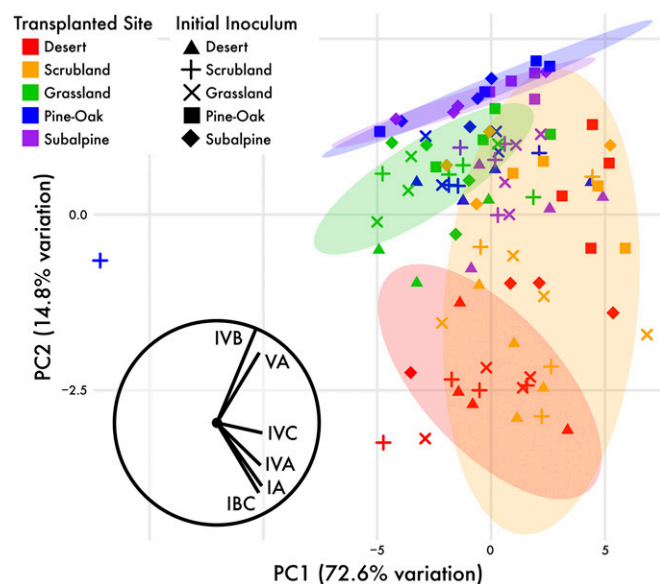 Transplanted Site
Desert
Scrubland
Grassland
Pine-Oak
Subalpine
Initial Inoculum
Desert
Scrubland
Grassland
Pine-Oak
Subalpine
PC2 (14.8% variation)
0.0
−2.5
IVB
VA
IVC
IVA
IA
IBC
−5
0
5
PC1 (72.6% variation)